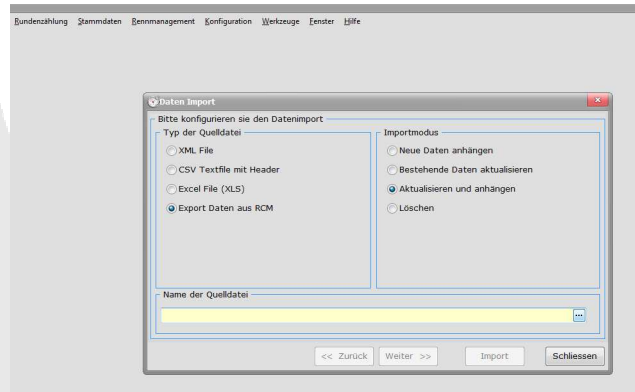 Rundenzählung Stammdaten Rennmanagement Konfiguration Werkzeuge Fenster Hilfe
Daten Import
Bitte konfigurieren sie den Datenimport
Typ der Quelldatei
XML File
CSV Textfile mit Header
Excel File (XLS)
Export Daten aus RCM
Importmodus
Neue Daten anhängen
Bestehende Daten aktualisieren
Aktualisieren und anhängen
Löschen
Name der Quelldatei
...
<< Zurück Weiter >> Import Schliessen